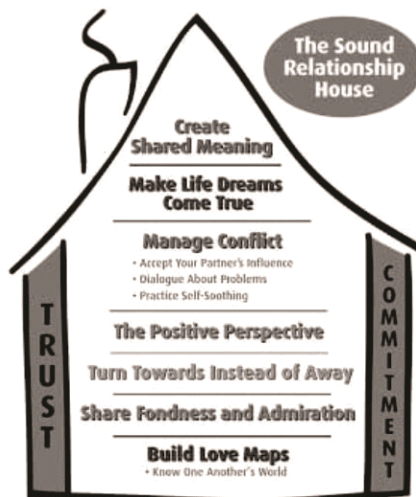 The Sound
Relationship
House
Create
Shared Meaning
Make Life Dreams
Come True
Manage Conflict
• Accept Your Partner's Influence
• Dialogue About Problems
• Practice Self-Soothing
The Positive Perspective
Turn Towards Instead of Away
Share Fondness and Admiration
Build Love Maps
• Know One Another's World
TRUST
COMMITMENT